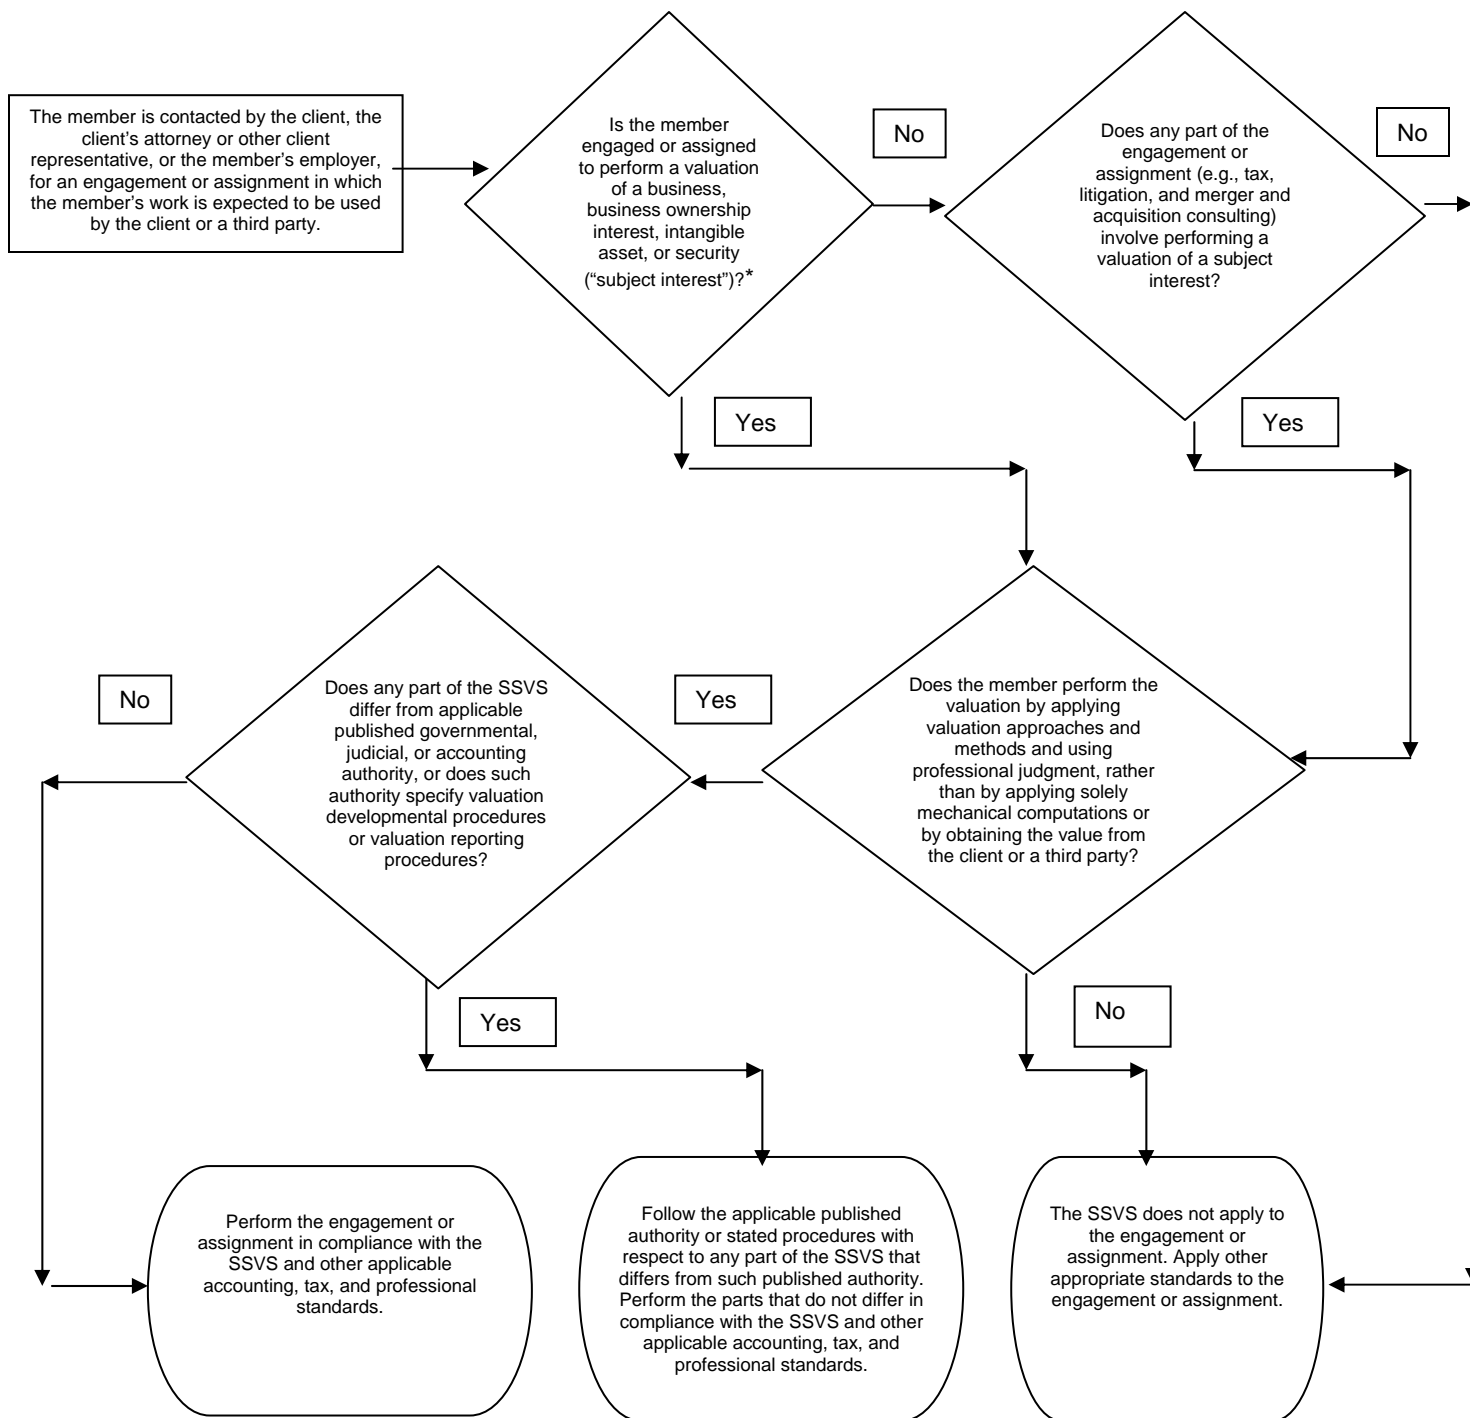 The member is contacted by the client, the
client's attorney or other client
representative, or the member's employer,
for an engagement or assignment in which
the member's work is expected to be used
by the client or a third party.
Is the member
engaged or assigned
to perform a valuation
of a business,
business ownership
interest, intangible
asset, or security
(“subject interest”)?*
No
Does any part of the
engagement or
assignment (e.g., tax,
litigation, and merger and
acquisition consulting)
involve performing a
valuation of a subject
interest?
No
Yes
Yes
No
Does any part of the SSVS
differ from applicable
published governmental,
judicial, or accounting
authority, or does such
authority specify valuation
developmental procedures
or valuation reporting
procedures?
Yes
Does the member perform the
valuation by applying
valuation approaches and
methods and using
professional judgment, rather
than by applying solely
mechanical computations or
by obtaining the value from
the client or a third party?
Yes
No
Perform the engagement or
assignment in compliance with the
SSVS and other applicable
accounting, tax, and professional
standards.
Follow the applicable published
authority or stated procedures with
respect to any part of the SSVS that
differs from such published authority.
Perform the parts that do not differ in
compliance with the SSVS and other
applicable accounting, tax, and
professional standards.
The SSVS does not apply to
the engagement or
assignment. Apply other
appropriate standards to the
engagement or assignment.